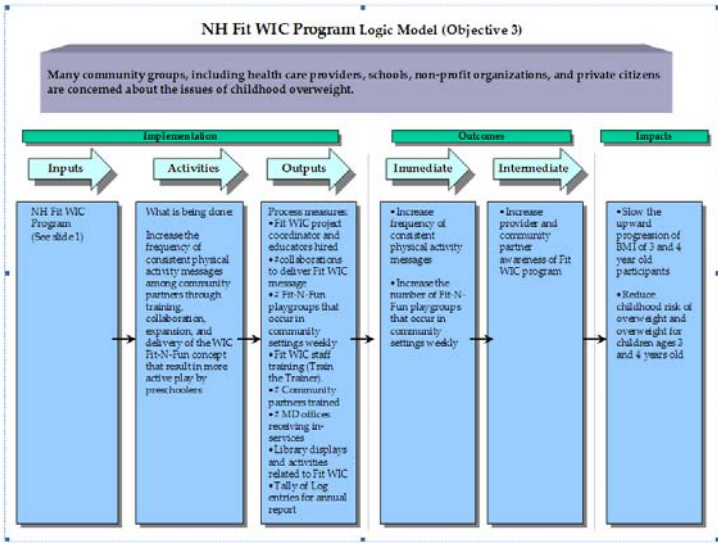 NH Fit WIC Program Logic Model (Objective 3)
Many community groups, including health care providers, schools, non-profit organizations, and private citizens
are concerned about the issues of childhood overweight.
Implementation
Outcomes
Impacts
Inputs
Activities
Outputs
Immediate
Intermediate
NH Fit WIC
Program
(See slide 1)
What is being done:
Increase the
frequency of
consistent physical
activity messages
among community
partners through
training,
collaboration,
expansion, and
delivery of the WIC
Fit-N-Fun concept
that result in more
active play by
preschoolers
Process measures:
•Fit WIC project
coordinator and
educators hired
•#collaborations
to deliver Fit WIC
message
•# Fit-N-Fun
playgroups that
occur in
community
settings weekly
•Fit WIC staff
training (Train
the Trainer).
•# Community
partners trained
•# MD offices
receiving in-
services
•Library displays
and activities
related to Fit WIC
•Tally of Log
entries for annual
report
•Increase
frequency of
consistent
physical activity
messages
•Increase the
number of Fit-N-
Fun playgroups
that occur in
community
settings weekly
•Increase
provider and
community
partner
awareness of Fit
WIC program
•Slow the
upward
progression of
BMI of 3 and 4
year old
participants
•Reduce
childhood risk of
overweight and
overweight for
children ages 3
and 4 years old